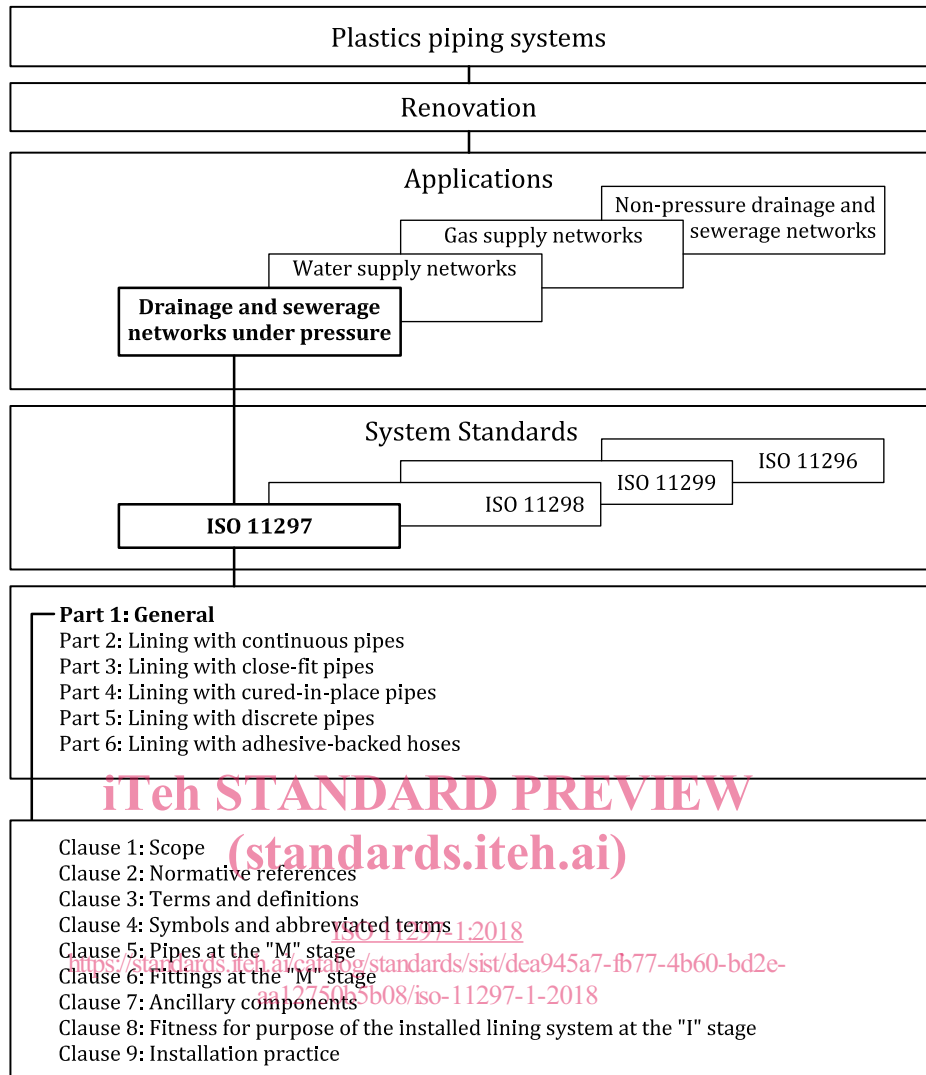 Plastics piping systems
Renovation
Applications
Non-pressure drainage and
sewerage networks
Gas supply networks
Water supply networks
Drainage and sewerage
networks under pressure
System Standards
ISO 11296
ISO 11299
ISO 11298
ISO 11297
Part 1: General
Part 2: Lining with continuous pipes
Part 3: Lining with close-fit pipes
Part 4: Lining with cured-in-place pipes
Part 5: Lining with discrete pipes
Part 6: Lining with adhesive-backed hoses
iTeh STANDARD PREVIEW
(standards.iteh.ai)
Clause 1: Scope
Clause 2: Normative references
Clause 3: Terms and definitions
Clause 4: Symbols and abbreviated terms
ISO 11297-1:2018
Clause 5: Pipes at the "M" stage
https://standards.iteh.ai/catalog/standards/sist/dea945a7-fb77-4b60-bd2e-
Clause 6: Fittings at the "M" stage
aa12750b5b08/iso-11297-1-2018
Clause 7: Ancillary components
Clause 8: Fitness for purpose of the installed lining system at the "I" stage
Clause 9: Installation practice